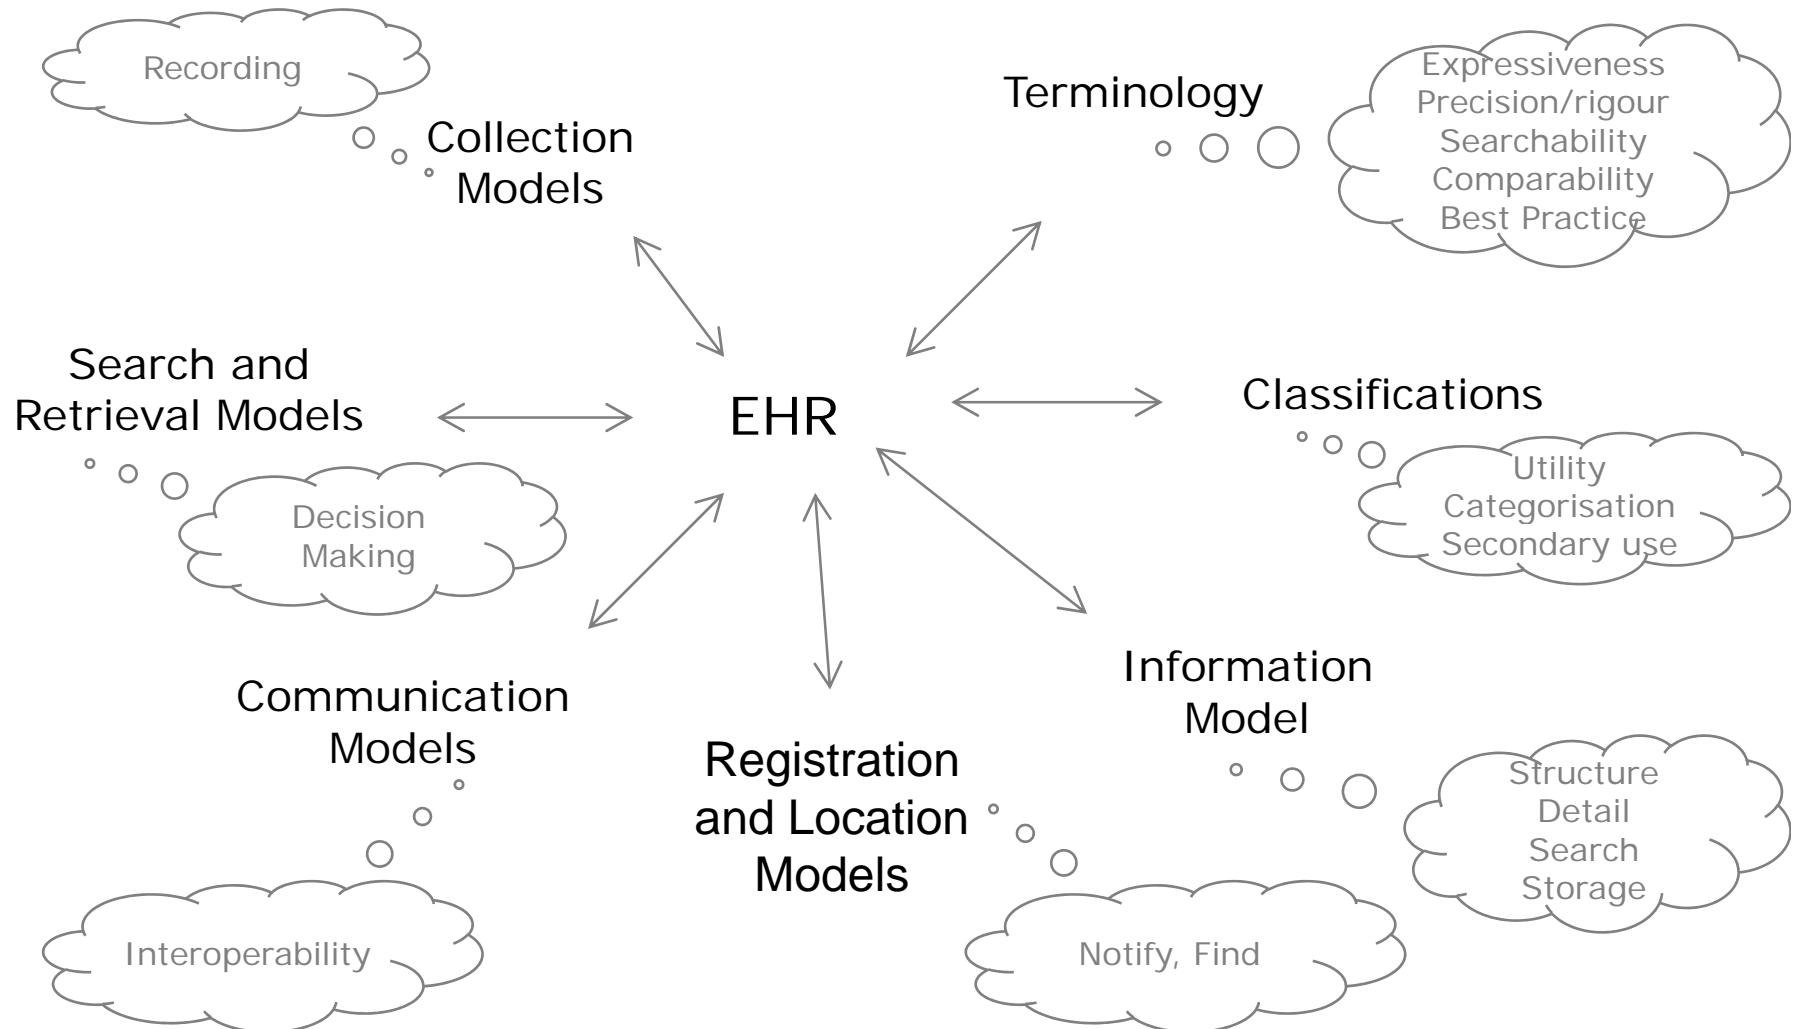 Recording
Collection
Models
Terminology
Expressiveness
Precision/rigour
Searchability
Comparability
Best Practice
Search and
Retrieval Models
Decision
Making
EHR
Classifications
Utility
Categorisation
Secondary use
Communication
Models
Interoperability
Registration
and Location
Models
Notify, Find
Information
Model
Structure
Detail
Search
Storage